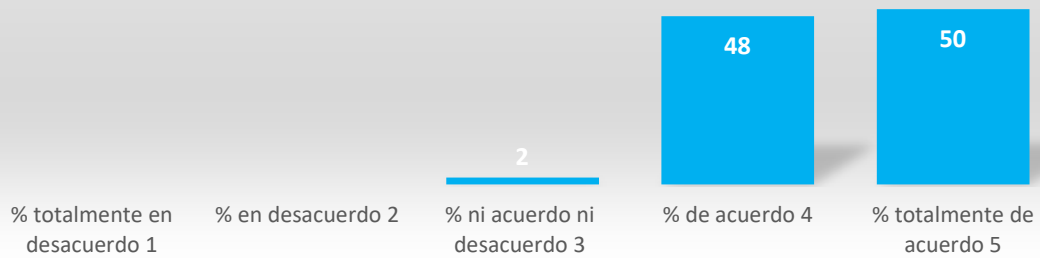 48
50
2
% totalmente en
desacuerdo 1
% en desacuerdo 2
% ni acuerdo ni
desacuerdo 3
% de acuerdo 4
% totalmente de
acuerdo 5